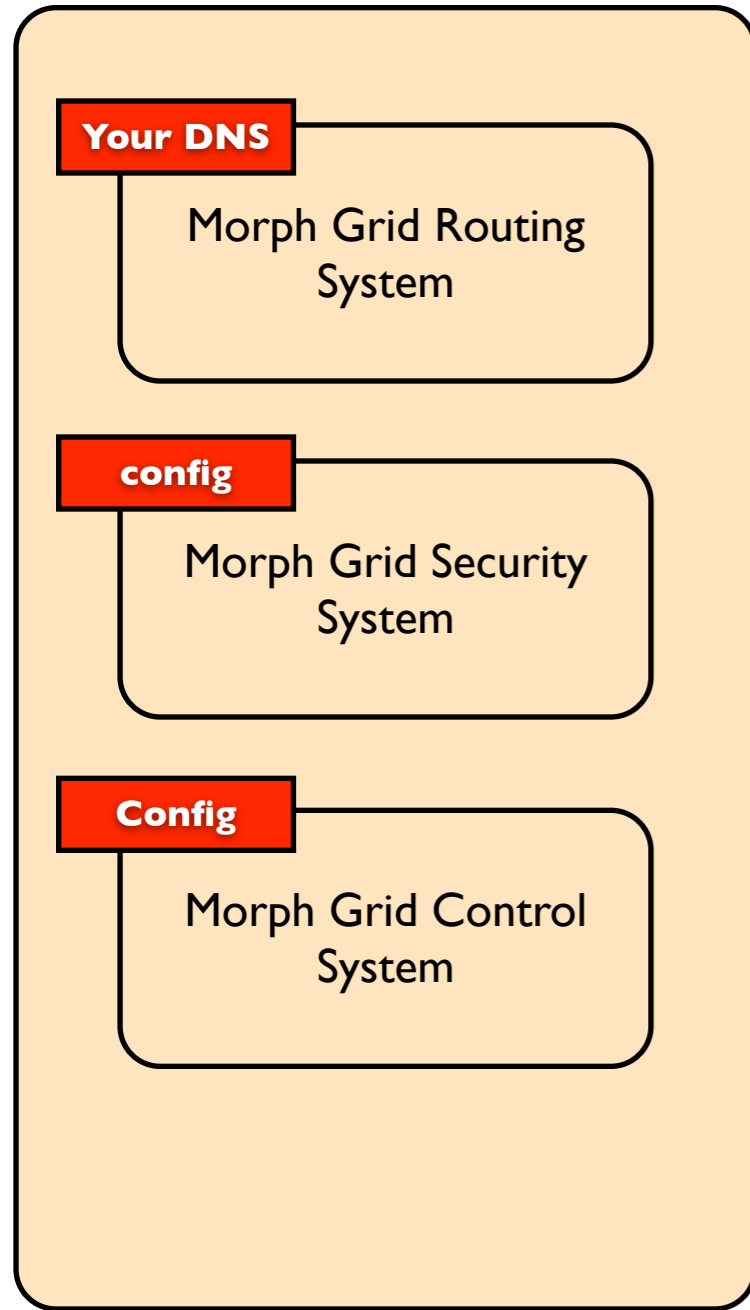 Your DNS
Morph Grid Routing
System
config
Morph Grid Security
System
Config
Morph Grid Control
System